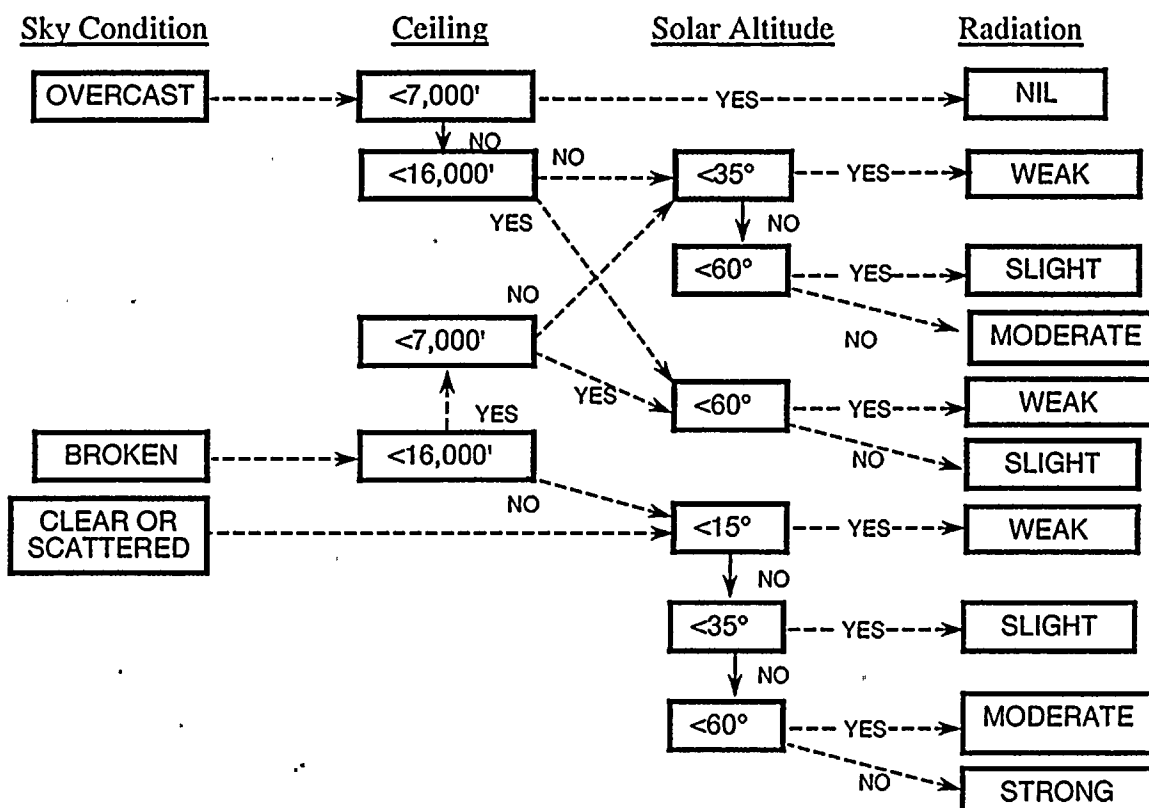 Sky Condition Ceiling Solar Altitude Radiation
OVERCAST <7,000' YES NIL
NO
<16,000' NO <35° YES WEAK
YES NO
<60° YES SLIGHT
NO
<7,000' NO MODERATE
YES <60° YES WEAK
YES
BROKEN <16,000' NO SLIGHT
NO
CLEAR OR
SCATTERED
<15° YES WEAK
NO
<35° YES SLIGHT
NO
<60° YES MODERATE
NO STRONG